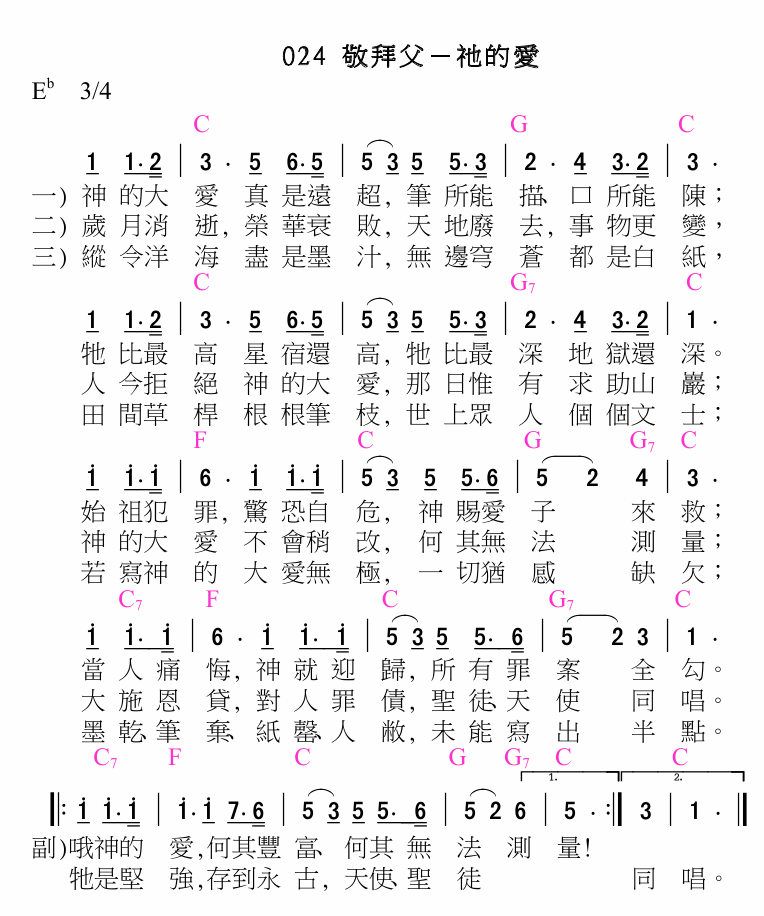 024 敬拜父－祂的愛
E♭ 3/4
C G C
1 1·2 | 3 · 5 6·5 | 5 3 5 5·3 | 2 · 4 3·2 | 3 ·
一) 神 的大 愛 真 是遠 超, 筆 所能 描、口 所能 陳；
二) 歲 月消 逝, 榮 華衰 敗, 天 地廢 去, 事 物更 變，
三) 縱 令洋 海 盡 是墨 汁, 無 邊穹 蒼 都 是白 紙，
C G7 C
1 1·2 | 3 · 5 6·5 | 5 3 5 5·3 | 2 · 4 3·2 | 1 ·
牠 比最 高 星 宿還 高, 牠 比最 深 地 獄還 深。
人 今拒 絕 神 的大 愛, 那 日惟 有 求 助山 巖；
田 間草 桿 根 根筆 枝, 世 上眾 人 個 個文 士；
F C G G7 C
i i·i | 6 · i i·i | 5 3 5 5·6 | 5 2 4 | 3 ·
始 祖犯 罪, 驚 恐自 危, 神 賜愛 子 來 救；
神 的大 愛 不 會稍 改, 何 其無 法 測 量；
若 寫神 的 大 愛無 極, 一 切猶 感 缺 欠；
C7 F C G7 C
i i· i | 6 · i i· i | 5 3 5 5· 6 | 5 2 3 | 1 ·
當 人 痛 悔, 神 就 迎 歸, 所 有 罪 案 全 勾。
大 施 恩 貸, 對 人 罪 債, 聖 徒、天 使 同 唱。
墨 乾、筆 棄、紙 罄、人 敝, 未 能 寫 出 半 點。
C7 F C G G7 C C
1. 2.
‖: i i·i | i·i 7·6 | 5 3 5 5· 6 | 5 2 6 | 5 · :‖ 3 | 1 · ‖
副)哦神的 愛,何其豐 富、何其 無 法 測 量!
牠是堅 強,存到永 古, 天使、聖 徒 同 唱。